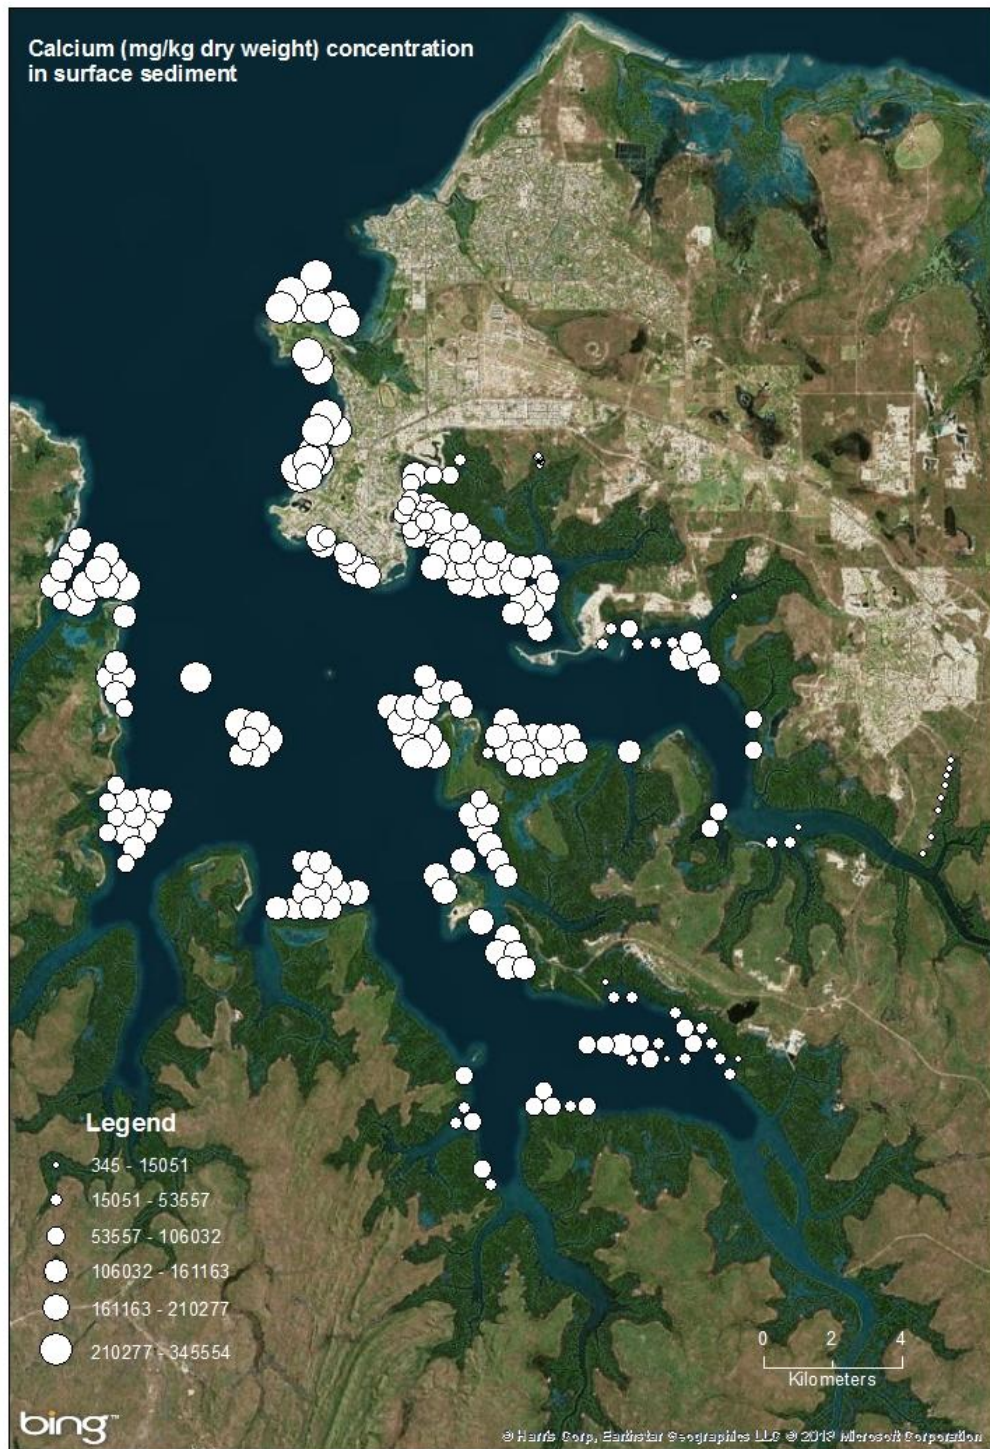 Calcium (mg/kg dry weight) concentration
in surface sediment
Legend
345 - 15051
15051 - 53557
53557 - 106032
106032 - 161163
161163 - 210277
210277 - 345554
0 2 4
Kilometers
bing™
© Harris Corp, Earthstar Geographics LLC © 2013 Microsoft Corporation